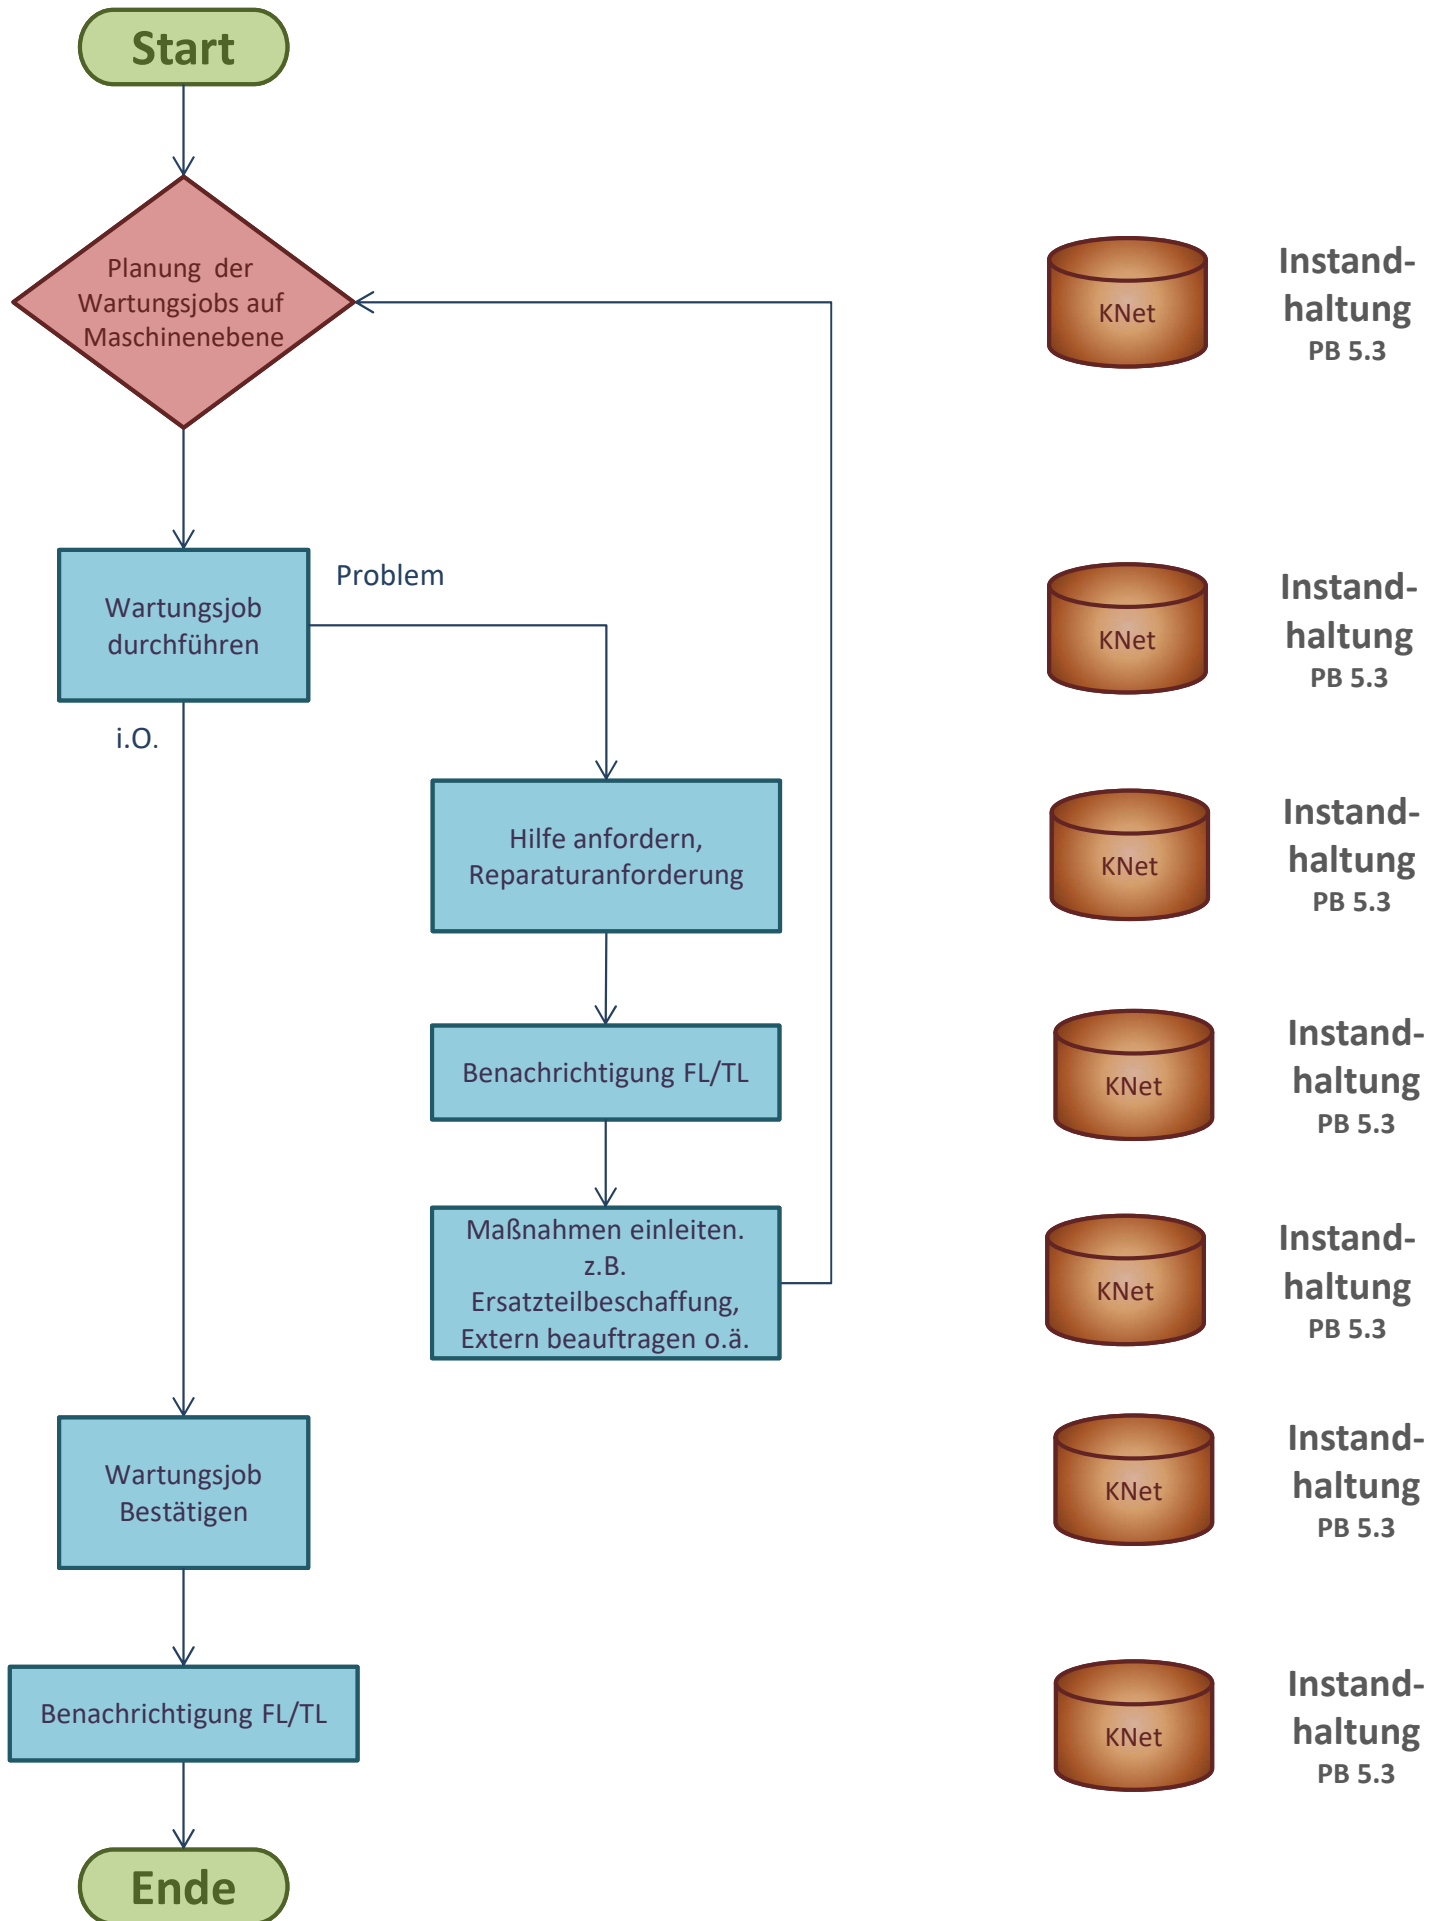 Start
Planung der
Wartungsjobs auf
Maschinenebene
KNet
Instand-
haltung
PB 5.3
Wartungsjob
durchführen
Problem
KNet
Instand-
haltung
PB 5.3
i.O.
Hilfe anfordern,
Reparaturanforderung
KNet
Instand-
haltung
PB 5.3
Benachrichtigung FL/TL
KNet
Instand-
haltung
PB 5.3
Maßnahmen einleiten.
z.B.
Ersatzteilbeschaffung,
Extern beauftragen o.ä.
KNet
Instand-
haltung
PB 5.3
Wartungsjob
Bestätigen
KNet
Instand-
haltung
PB 5.3
Benachrichtigung FL/TL
KNet
Instand-
haltung
PB 5.3
Ende